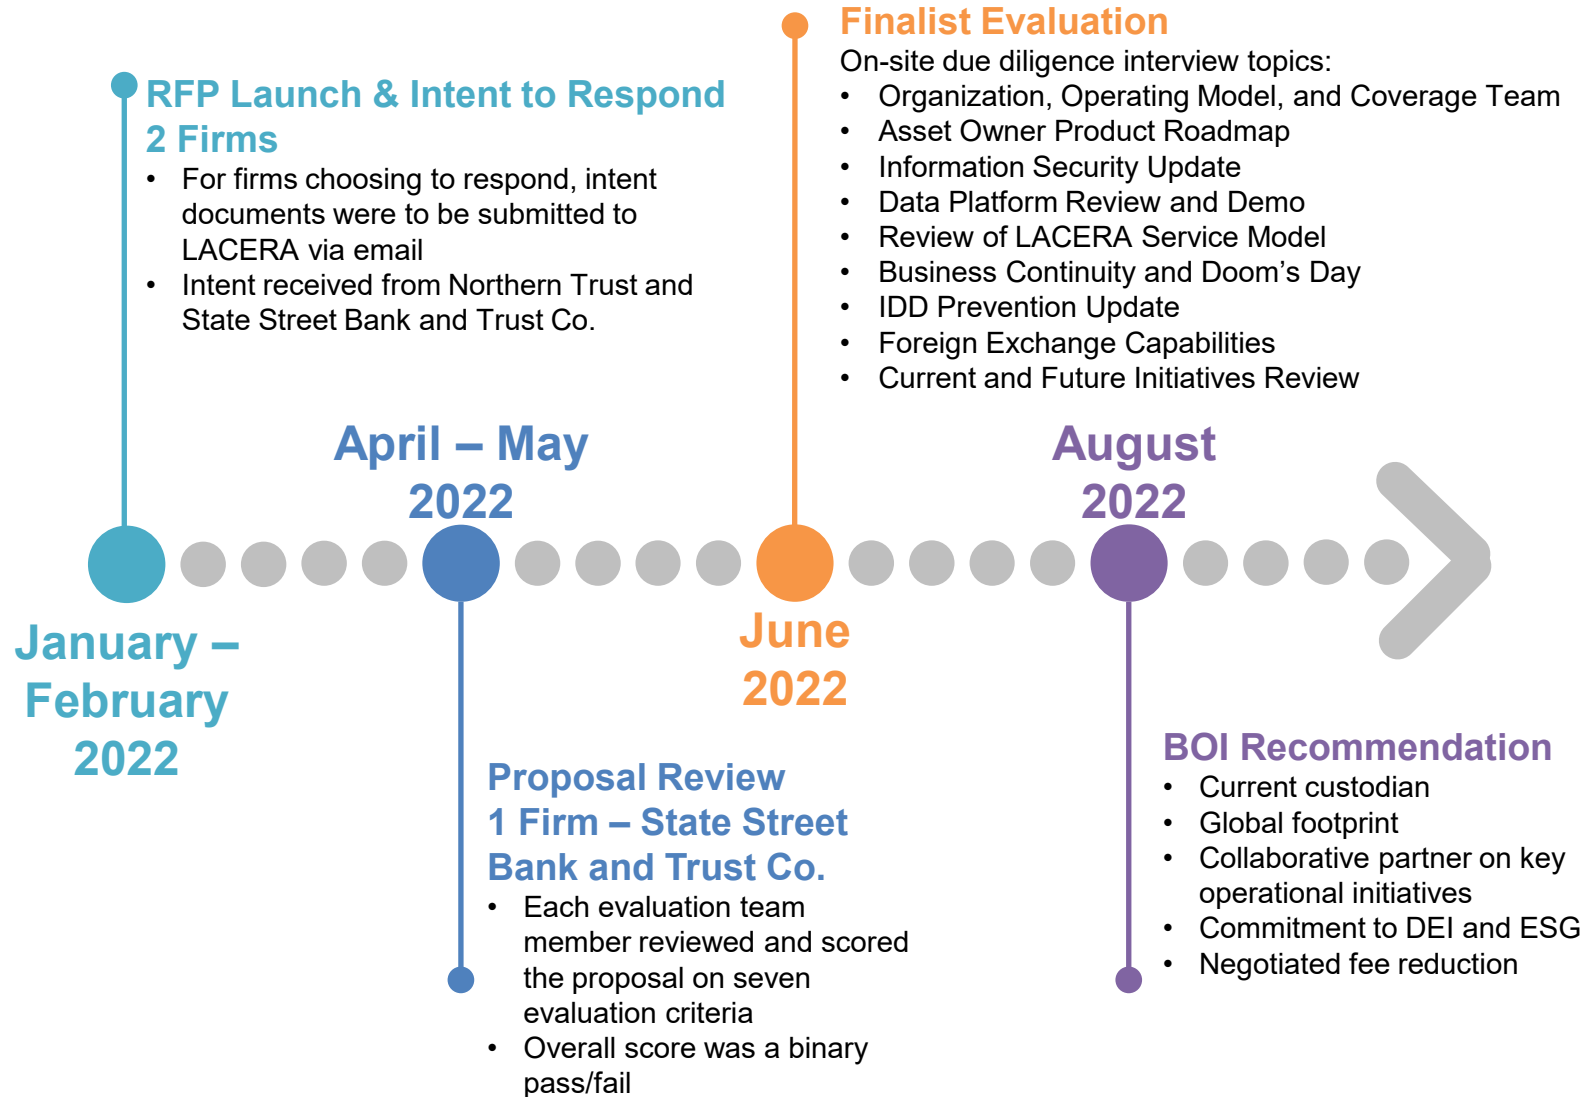 RFP Launch & Intent to Respond
2 Firms
• For firms choosing to respond, intent
documents were to be submitted to
LACERA via email
• Intent received from Northern Trust and
State Street Bank and Trust Co.
January –
February
2022
April – May
2022
Proposal Review
1 Firm – State Street
Bank and Trust Co.
• Each evaluation team
member reviewed and scored
the proposal on seven
evaluation criteria
• Overall score was a binary
pass/fail
Finalist Evaluation
On-site due diligence interview topics:
• Organization, Operating Model, and Coverage Team
• Asset Owner Product Roadmap
• Information Security Update
• Data Platform Review and Demo
• Review of LACERA Service Model
• Business Continuity and Doom’s Day
• IDD Prevention Update
• Foreign Exchange Capabilities
• Current and Future Initiatives Review
June
2022
August
2022
BOI Recommendation
• Current custodian
• Global footprint
• Collaborative partner on key
operational initiatives
• Commitment to DEI and ESG
• Negotiated fee reduction